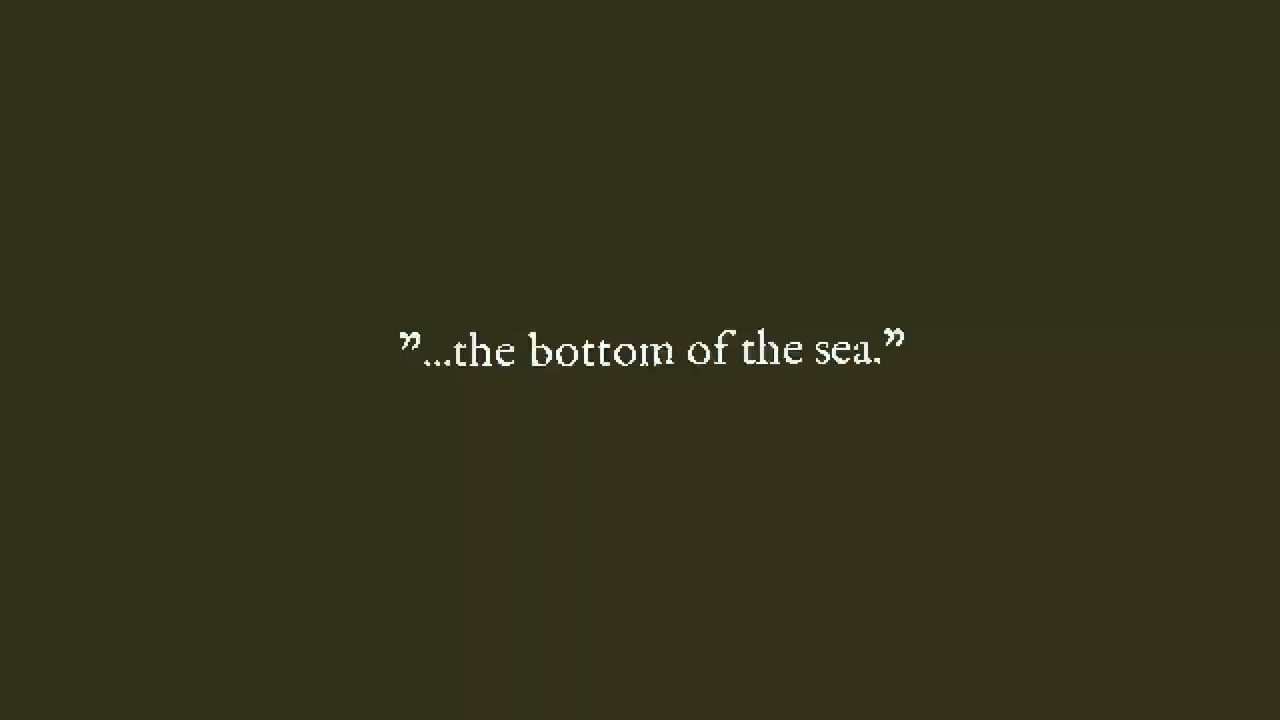 ”...the bottom of the sea.”